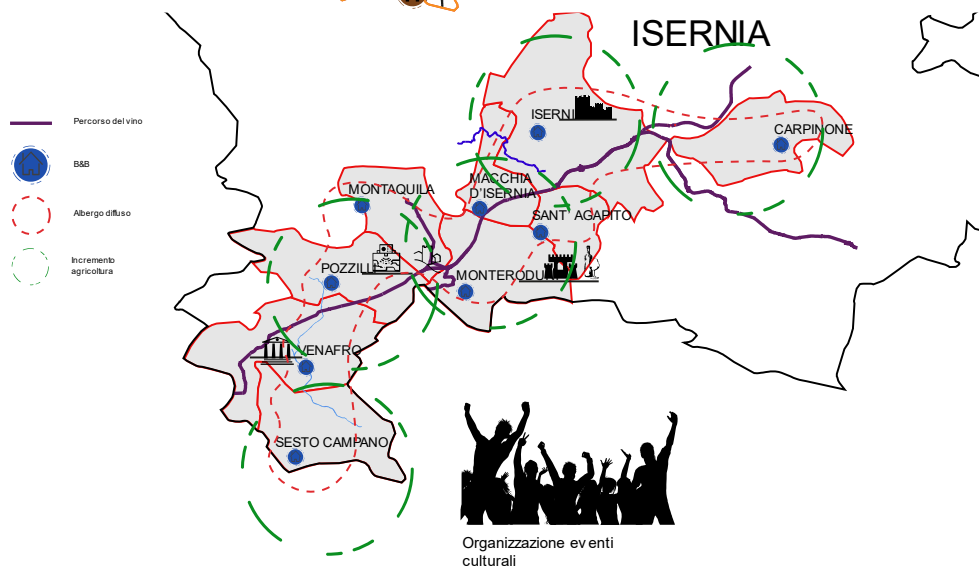 ISERNIA
Percorso del vino
B&B
Albergo diffuso
Incremento
agricoltura
ISERNI
CARPINONE
MACCHIA
D'ISERNIA
MONTAQUILA
SANT' AGAPITO
POZZILLI
MONTERODU
VENAFRO
SESTO CAMPANO
Organizzazione eventi
culturali